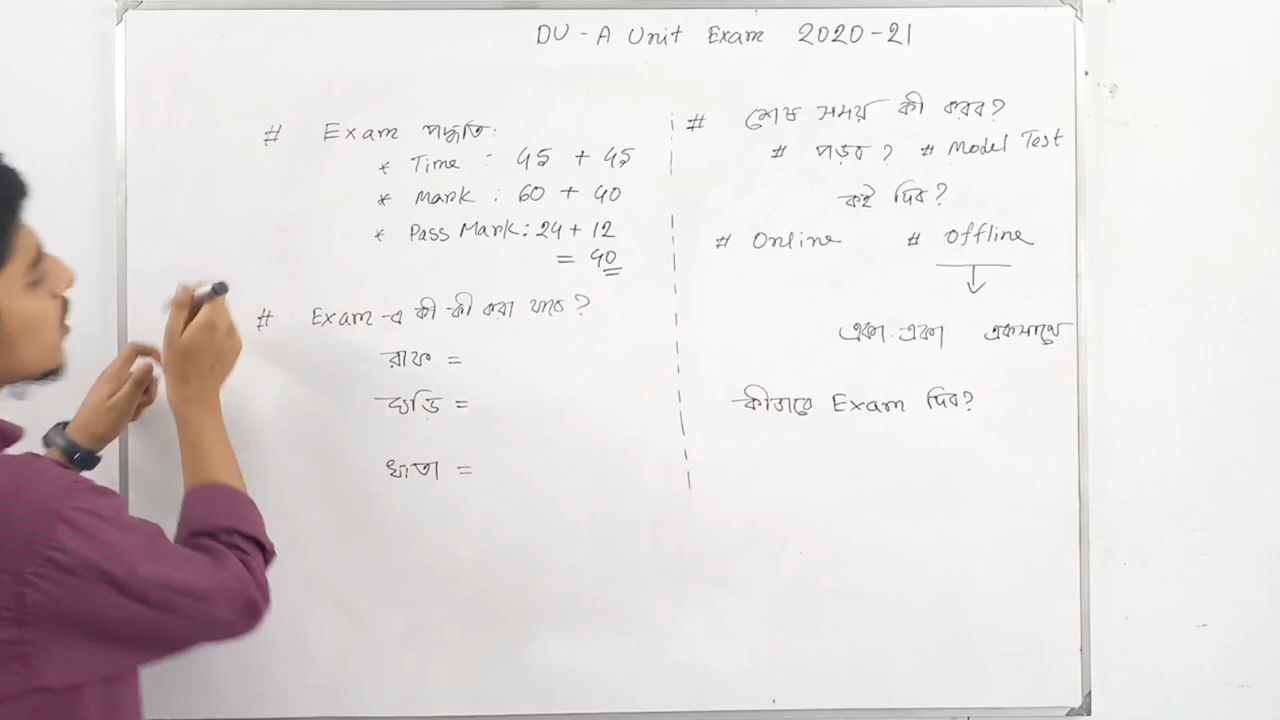 DU - A Unit Exam 2020-21
# Exam পদ্ধতি:
* Time : 45 + 45
* Mark : 60 + 40
* Pass Mark : 24 + 12
= 40
# Exam -এ কী -কী করা যাবে ?
রাফ =
ঘড়ি =
খাতা =
# শেষ সময় কী করব ?
# পড়ব ? # Model Test
কই দিব ?
# Online # Offline
একা -একা একসাথে
কীভাবে Exam দিব ?